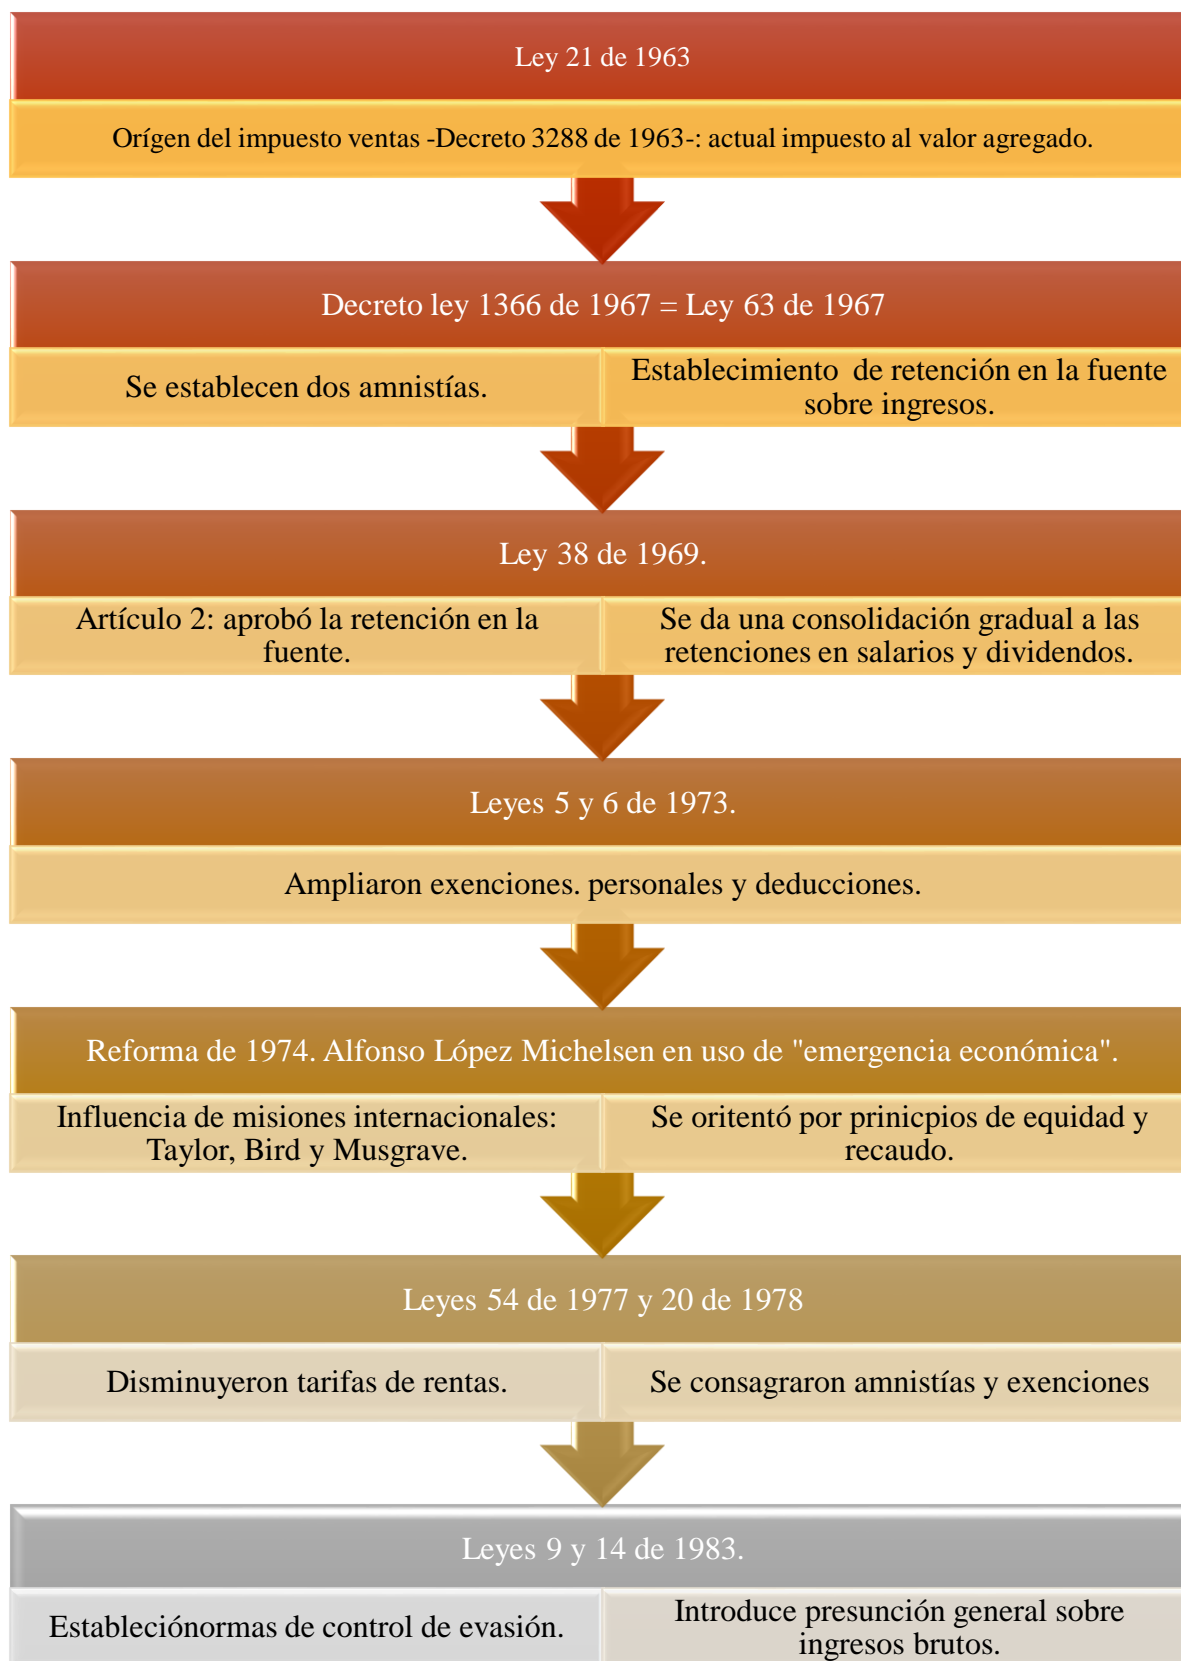 Ley 21 de 1963
Orígen del impuesto ventas -Decreto 3288 de 1963-: actual impuesto al valor agregado.
Decreto ley 1366 de 1967 = Ley 63 de 1967
Se establecen dos amnistías.
Establecimiento de retención en la fuente
sobre ingresos.
Ley 38 de 1969.
Artículo 2: aprobó la retención en la
fuente.
Se da una consolidación gradual a las
retenciones en salarios y dividendos.
Leyes 5 y 6 de 1973.
Ampliaron exenciones. personales y deducciones.
Reforma de 1974. Alfonso López Michelsen en uso de "emergencia económica".
Influencia de misiones internacionales:
Taylor, Bird y Musgrave.
Se oritentó por prinicpios de equidad y
recaudo.
Leyes 54 de 1977 y 20 de 1978
Disminuyeron tarifas de rentas.
Se consagraron amnistías y exenciones
Leyes 9 y 14 de 1983.
Estableciónormas de control de evasión.
Introduce presunción general sobre
ingresos brutos.